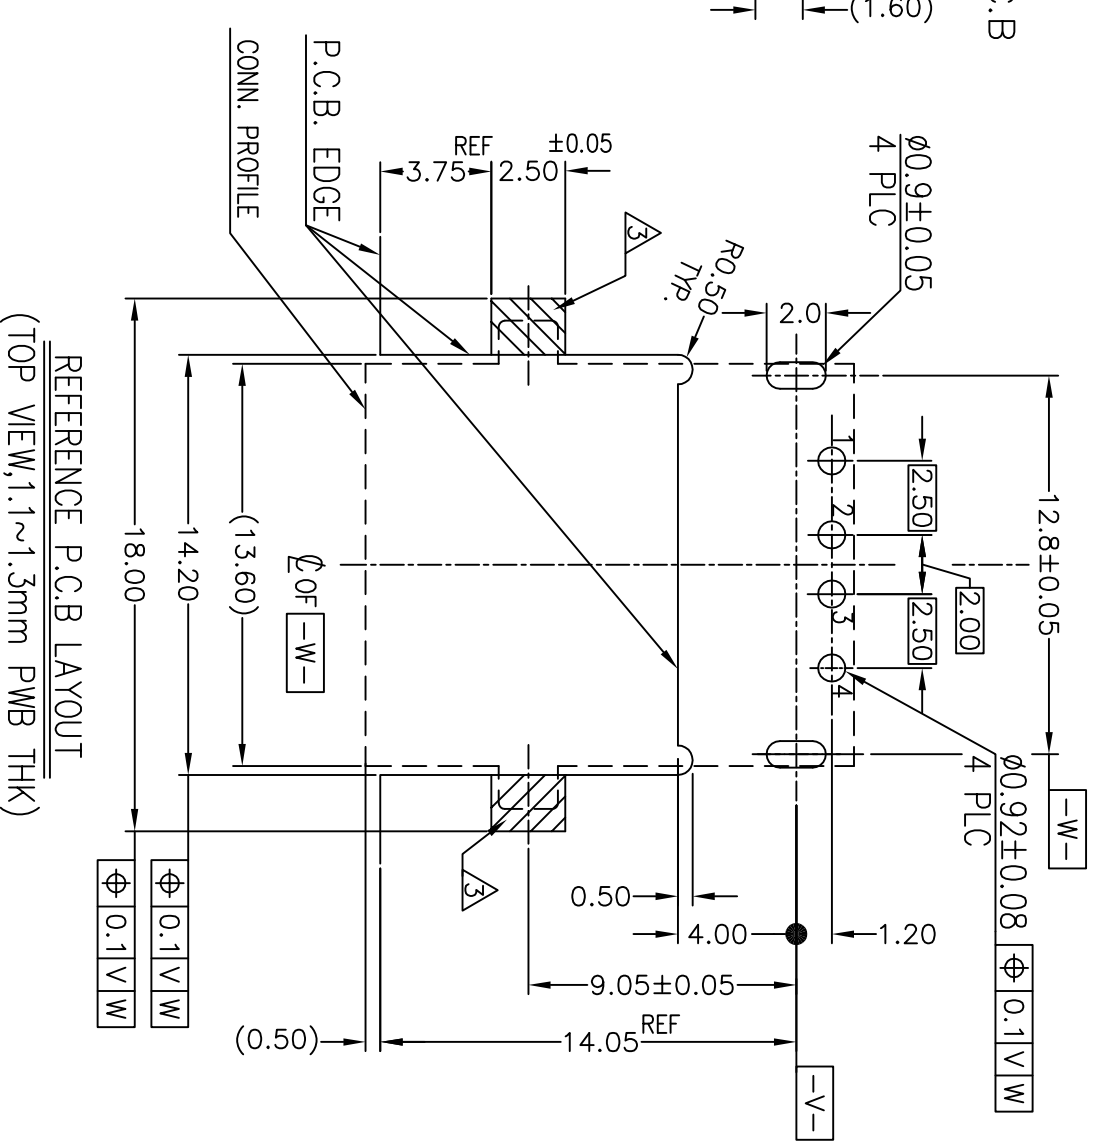 C.B
(1.60)
P.C.B. EDGE
CONN. PROFILE
REF
3.75
±0.05
2.50
3
ø0.9±0.05
4 PLC
R0.50
TYP.
2.0
12.8±0.05
2.50
2.00
2.50
1
2
3
4
-W-
ø0.92±0.08
4 PLC
⌖ 0.1 V W
℄ OF -W-
(13.60)
14.20
⌖ 0.1 V W
18.00
⌖ 0.1 V W
3
0.50
4.00
1.20
9.05±0.05
14.05 REF
(0.50)
-V-
REFERENCE P.C.B LAYOUT
(TOP VIEW,1.1~1.3mm PWB THK)